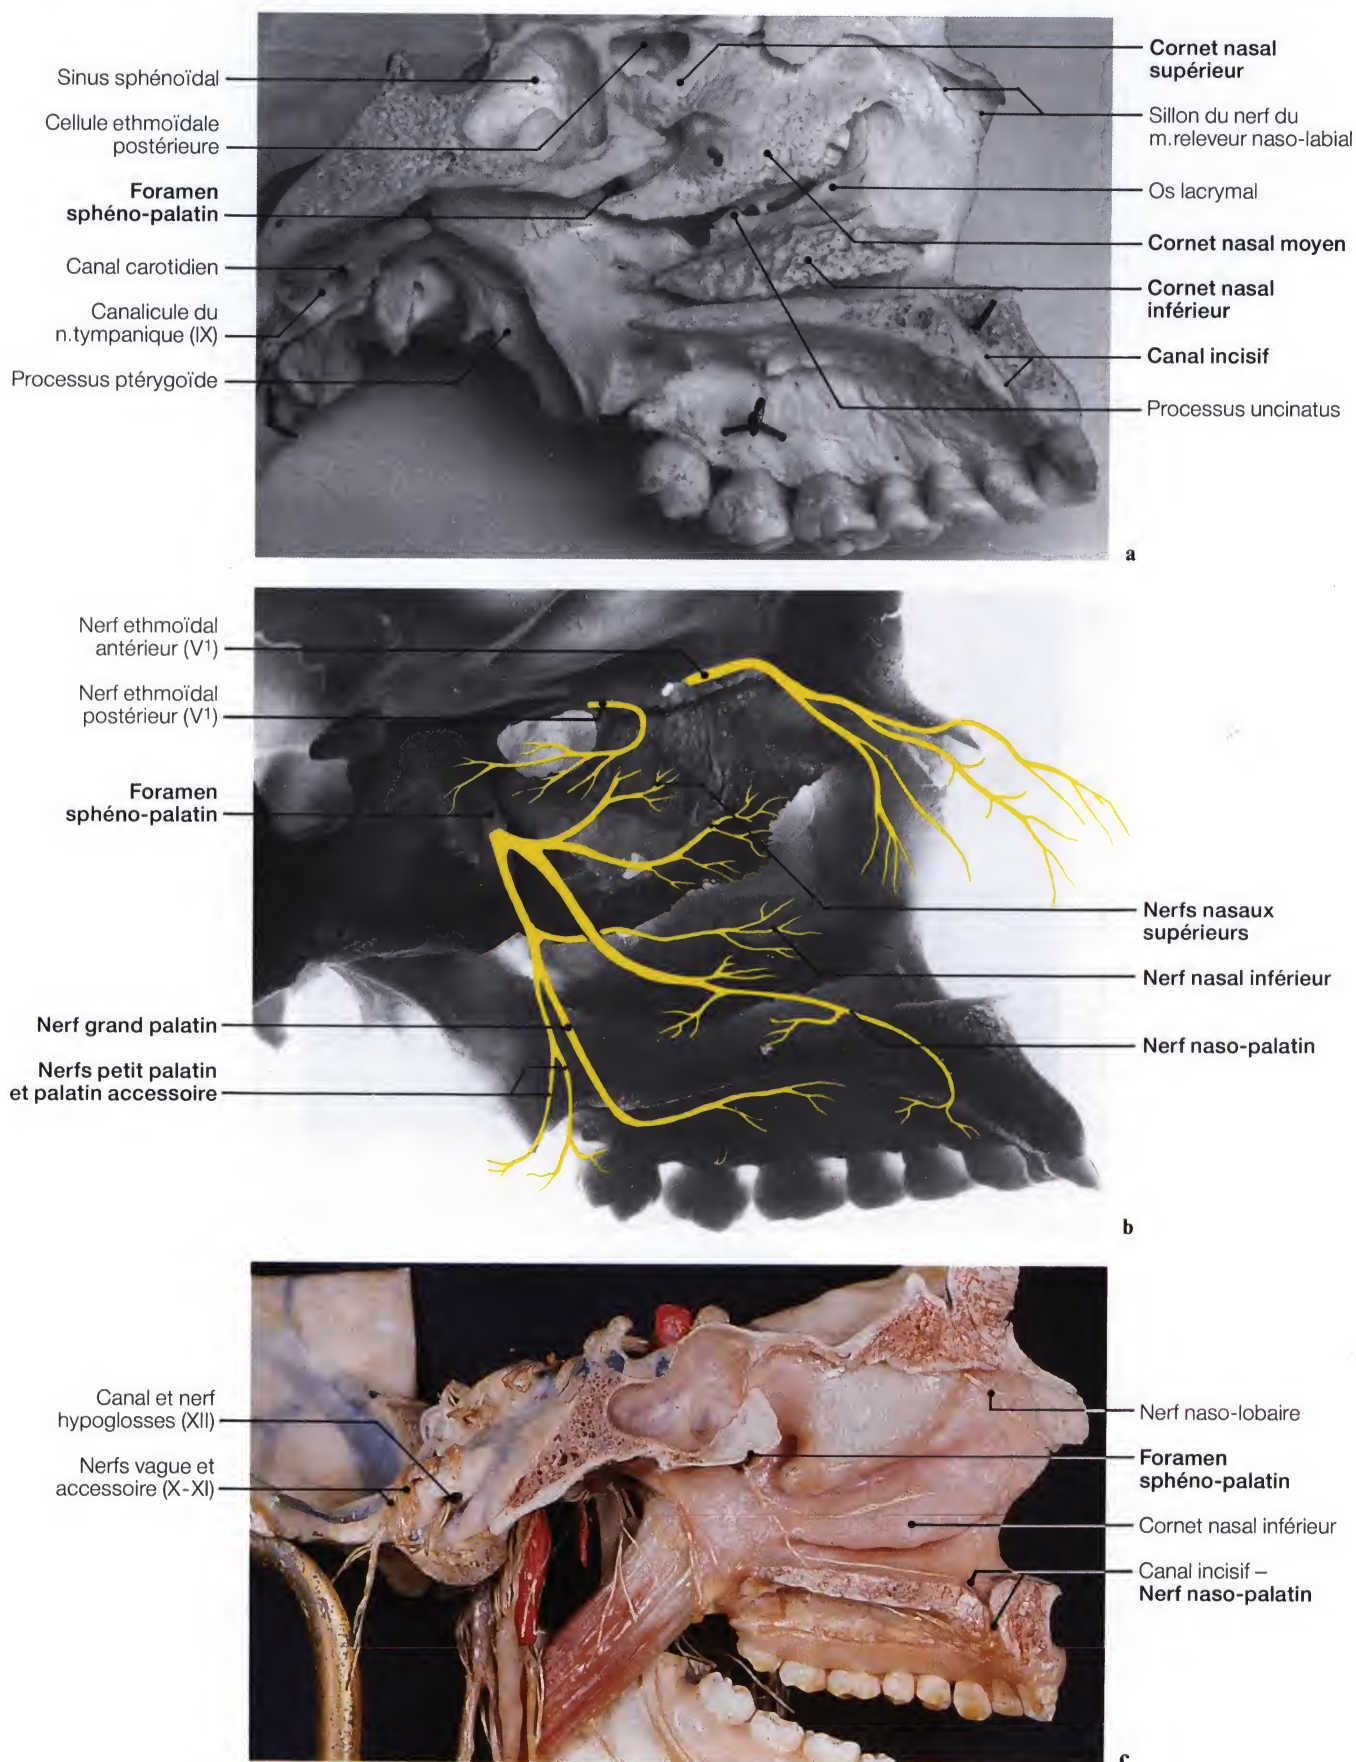 Sinus sphénoïdal
Cellule ethmoïdale
postérieure
Foramen
sphéno-palatin
Canal carotidien
Canalicule du
n.tympanique (IX)
Processus ptérygoïde
Cornet nasal
supérieur
Sillon du nerf du
m.releveur naso-labial
Os lacrymal
Cornet nasal moyen
Cornet nasal
inférieur
Canal incisif
Processus uncinatus
a
Nerf ethmoïdal
antérieur (V1)
Nerf ethmoïdal
postérieur (V1)
Foramen
sphéno-palatin
Nerf grand palatin
Nerfs petit palatin
et palatin accessoire
Nerfs nasaux
supérieurs
Nerf nasal inférieur
Nerf naso-palatin
b
Canal et nerf
hypoglosses (XII)
Nerfs vague et
accessoire (X-XI)
Nerf naso-lobaire
Foramen
sphéno-palatin
Cornet nasal inférieur
Canal incisif –
Nerf naso-palatin
c